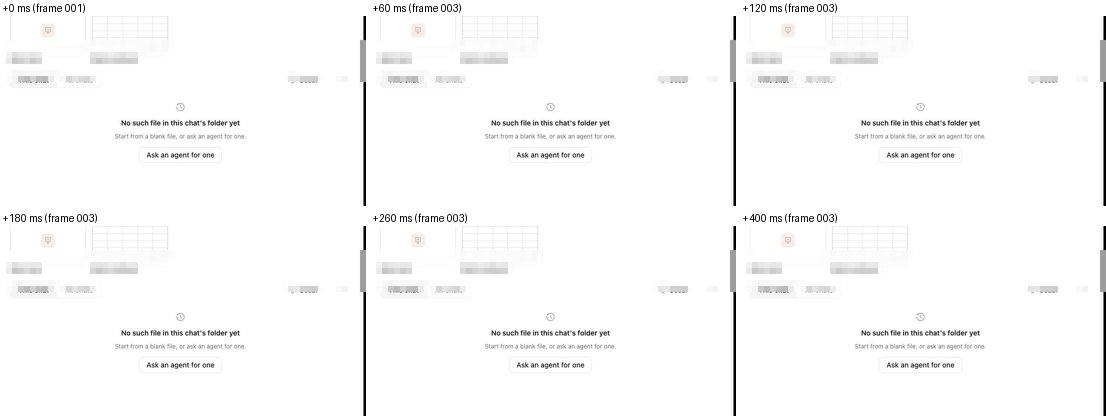 +0 ms (frame 001)
No such file in this chat's folder yet
Start from a blank file, or ask an agent for one.
Ask an agent for one
+60 ms (frame 003)
No such file in this chat's folder yet
Start from a blank file, or ask an agent for one.
Ask an agent for one
+120 ms (frame 003)
No such file in this chat's folder yet
Start from a blank file, or ask an agent for one.
Ask an agent for one
+180 ms (frame 003)
No such file in this chat's folder yet
Start from a blank file, or ask an agent for one.
Ask an agent for one
+260 ms (frame 003)
No such file in this chat's folder yet
Start from a blank file, or ask an agent for one.
Ask an agent for one
+400 ms (frame 003)
No such file in this chat's folder yet
Start from a blank file, or ask an agent for one.
Ask an agent for one